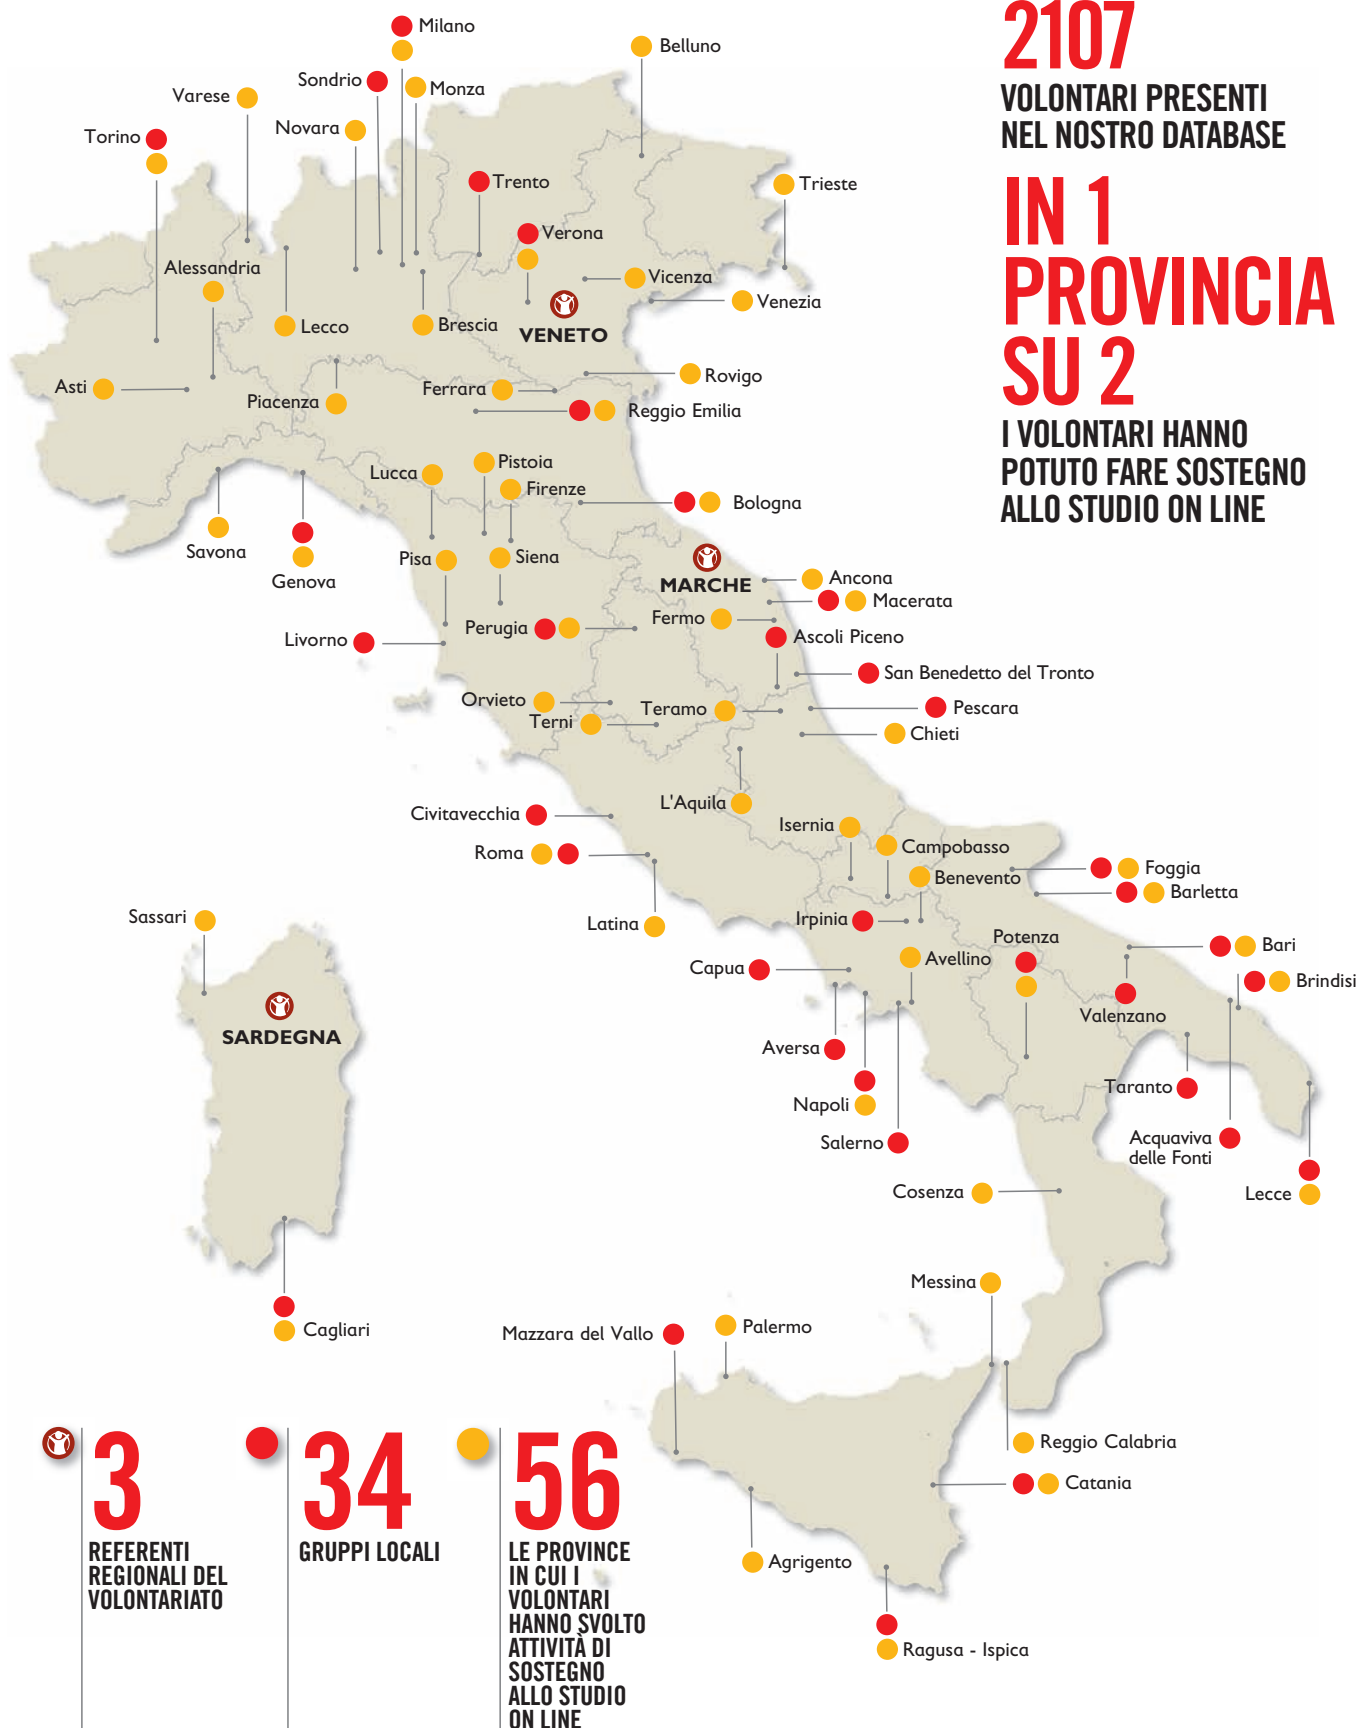 2107
VOLONTARI PRESENTI
NEL NOSTRO DATABASE
IN 1
PROVINCIA
SU 2
I VOLONTARI HANNO
POTUTO FARE SOSTEGNO
ALLO STUDIO ON LINE
Milano
Belluno
Sondrio
Monza
Varese
Novara
Torino
Trento
Trieste
Verona
Alessandria
Vicenza
Venezia
Lecco
Brescia
VENETO
Asti
Piacenza
Ferrara
Rovigo
Reggio Emilia
Lucca
Pistoia
Firenze
Bologna
Savona
Genova
Pisa
Siena
MARCHE
Ancona
Macerata
Livorno
Perugia
Fermo
Ascoli Piceno
San Benedetto del Tronto
Orvieto
Terni
Teramo
Pescara
Chieti
L'Aquila
Civitavecchia
Roma
Isernia
Campobasso
Benevento
Foggia
Barletta
Sassari
Latina
Irpinia
Potenza
Bari
Capua
Avellino
Brindisi
Valenzano
SARDEGNA
Aversa
Napoli
Taranto
Salerno
Acquaviva
delle Fonti
Cosenza
Lecce
Messina
Cagliari
Mazzara del Vallo
Palermo
Reggio Calabria
Catania
Agrigento
Ragusa - Ispica
3
REFERENTI
REGIONALI DEL
VOLONTARIATO
34
GRUPPI LOCALI
56
LE PROVINCE
IN CUI I
VOLONTARI
HANNO SVOLTO
ATTIVITÀ DI
SOSTEGNO
ALLO STUDIO
ON LINE